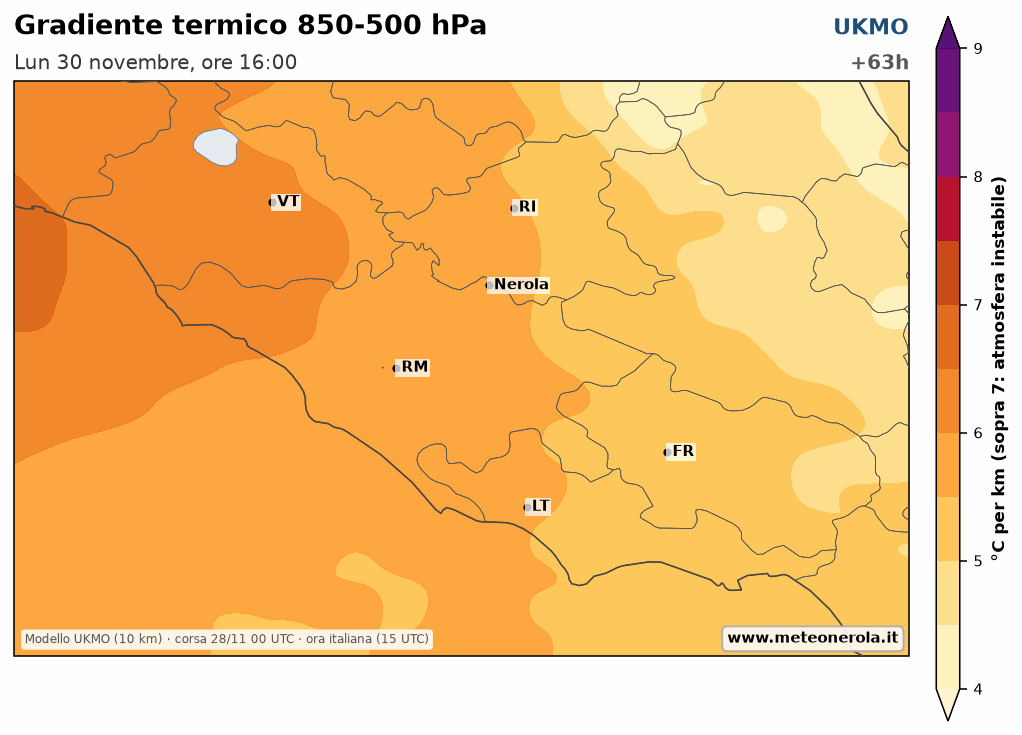 Gradiente termico 850-500 hPa
UKMO
Lun 30 novembre, ore 16:00
+63h
VT
RI
Nerola
RM
FR
LT
Modello UKMO (10 km) · corsa 28/11 00 UTC · ora italiana (15 UTC)
www.meteonerola.it
9
8
7
6
5
4
°C per km (sopra 7: atmosfera instabile)